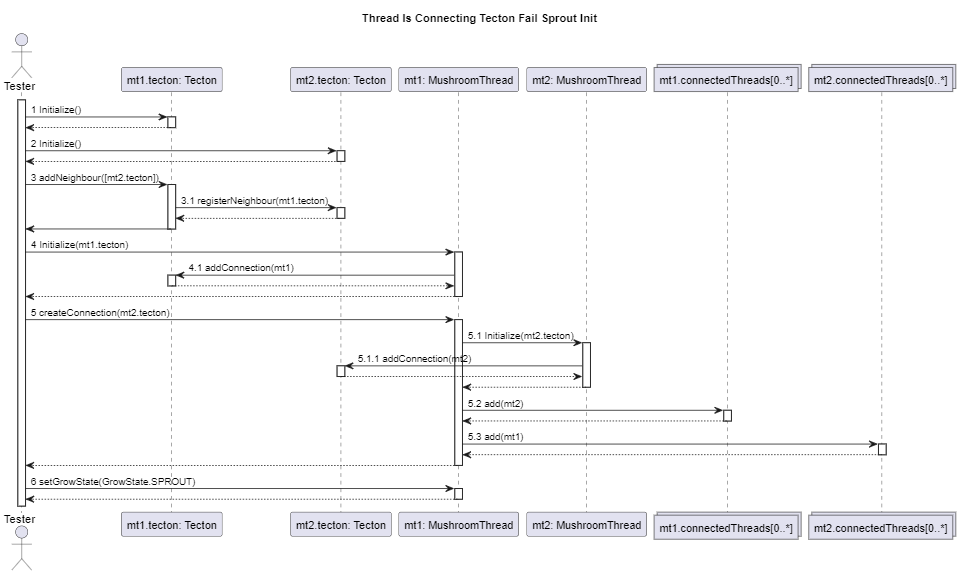 Thread Is Connecting Tecton Fail Sprout Init
Tester
mt1.tecton: Tecton
mt2.tecton: Tecton
mt1: MushroomThread
mt2: MushroomThread
mt1.connectedThreads[0..*]
mt2.connectedThreads[0..*]
1 Initialize()
2 Initialize()
3 addNeighbour([mt2.tecton])
3.1 registerNeighbour(mt1.tecton)
4 Initialize(mt1.tecton)
4.1 addConnection(mt1)
5 createConnection(mt2.tecton)
5.1 Initialize(mt2.tecton)
5.1.1 addConnection(mt2)
5.2 add(mt2)
5.3 add(mt1)
6 setGrowState(GrowState.SPROUT)
Tester
mt1.tecton: Tecton
mt2.tecton: Tecton
mt1: MushroomThread
mt2: MushroomThread
mt1.connectedThreads[0..*]
mt2.connectedThreads[0..*]